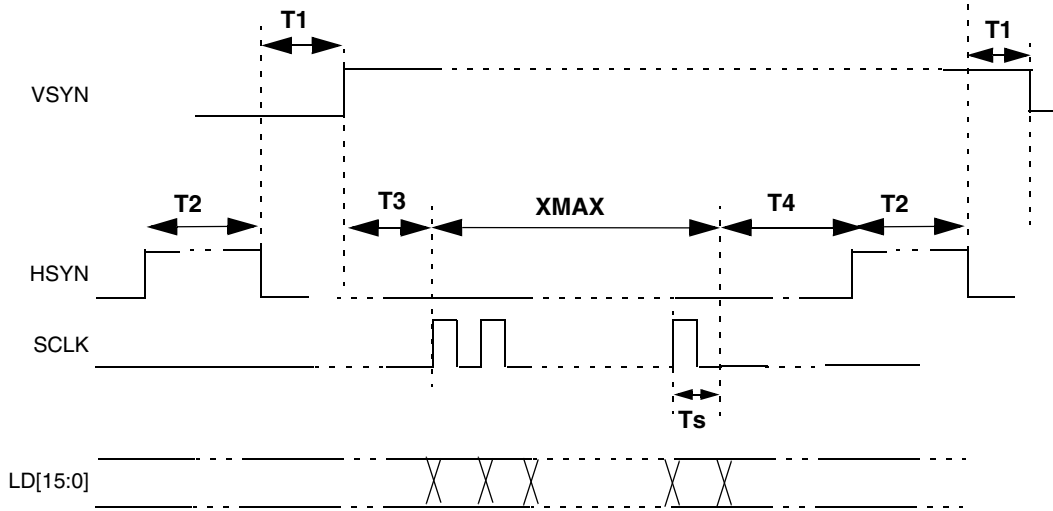 T1
T1
VSYN
T2
T3
XMAX
T4
T2
HSYN
SCLK
Ts
LD[15:0]